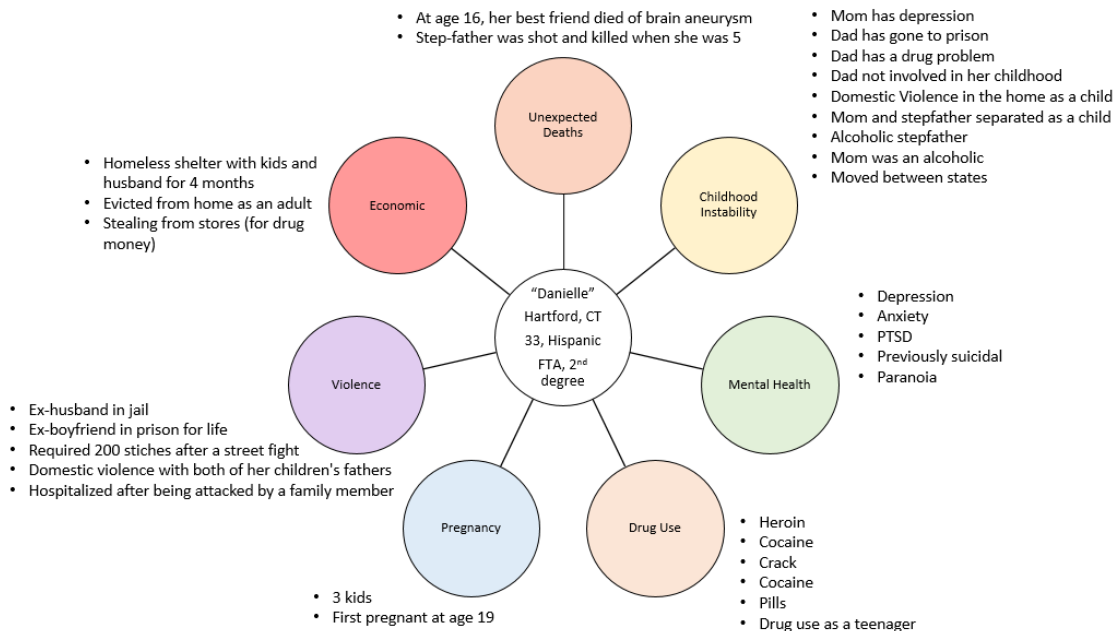 • At age 16, her best friend died of brain aneurysm
• Step-father was shot and killed when she was 5
Unexpected
Deaths
• Mom has depression
• Dad has gone to prison
• Dad has a drug problem
• Dad not involved in her childhood
• Domestic Violence in the home as a child
• Mom and stepfather separated as a child
• Alcoholic stepfather
• Mom was an alcoholic
• Moved between states
Childhood
Instability
• Homeless shelter with kids and
husband for 4 months
• Evicted from home as an adult
• Stealing from stores (for drug
money)
Economic
“Danielle”
Hartford, CT
33, Hispanic
FTA, 2nd
degree
• Depression
• Anxiety
• PTSD
• Previously suicidal
• Paranoia
Mental Health
Violence
• Ex-husband in jail
• Ex-boyfriend in prison for life
• Required 200 stiches after a street fight
• Domestic violence with both of her children's fathers
• Hospitalized after being attacked by a family member
Pregnancy
• 3 kids
• First pregnant at age 19
Drug Use
• Heroin
• Cocaine
• Crack
• Cocaine
• Pills
• Drug use as a teenager